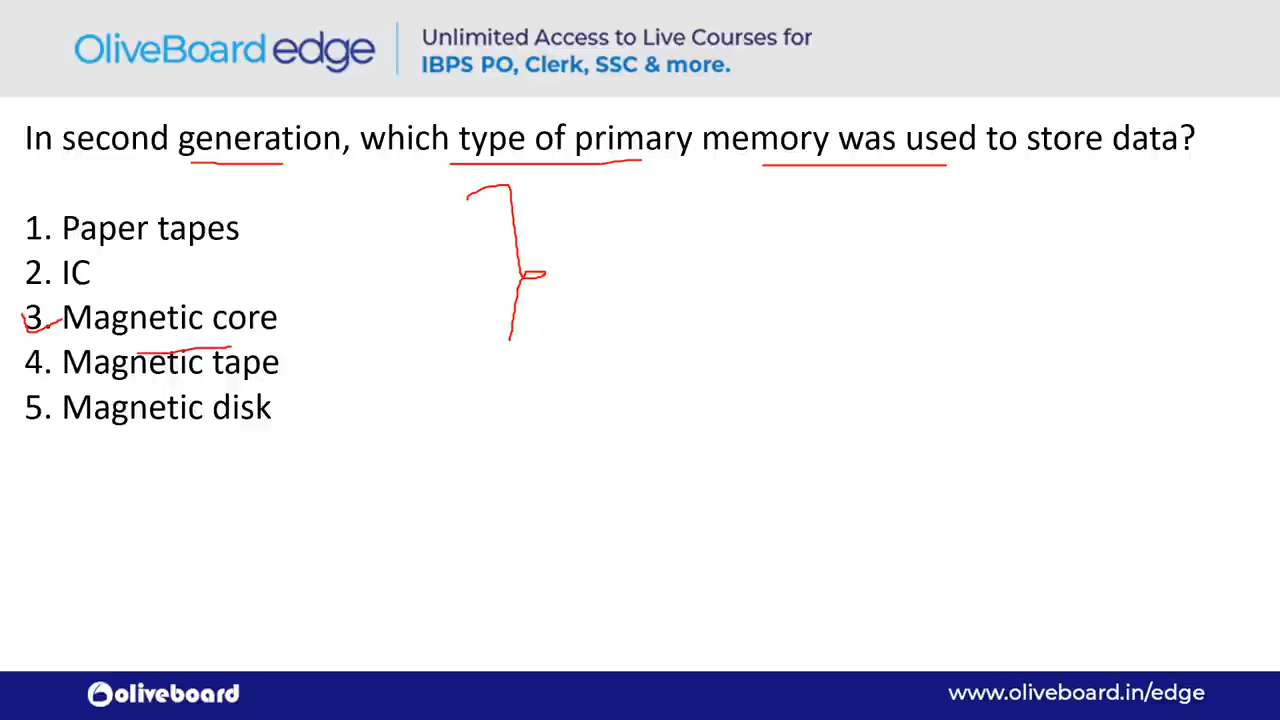 OliveBoard edge
Unlimited Access to Live Courses for
IBPS PO, Clerk, SSC & more.
In second generation, which type of primary memory was used to store data?
1. Paper tapes
2. IC
3. Magnetic core
4. Magnetic tape
5. Magnetic disk
oliveboard
www.oliveboard.in/edge